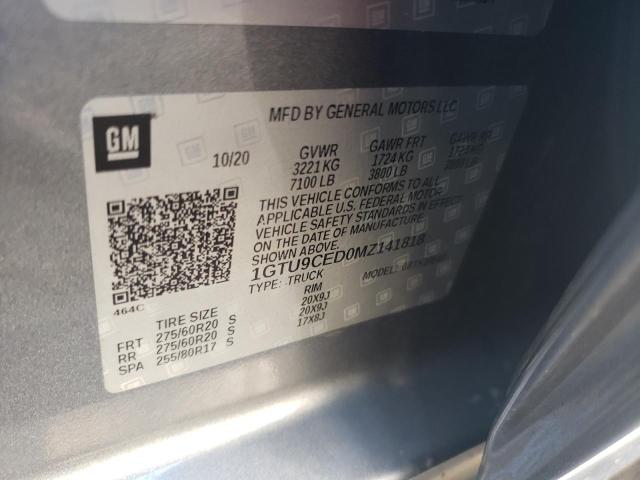 GM
MFD BY GENERAL MOTORS LLC
10/20 GVWR GAWR FRT GAWR RR
3221 KG 1724 KG
7100 LB 3800 LB
THIS VEHICLE CONFORMS TO ALL
APPLICABLE U.S. FEDERAL MOTOR
VEHICLE SAFETY STANDARDS IN EFFECT ON THE DATE OF MANUFACTURE
SHOWN ABOVE.
1GTU9CED0MZ141818
TYPE: TRUCK MODEL:
464C
TIRE SIZE RIM
FRT 275/60R20 S 20X9J
RR 275/60R20 S 20X9J
SPA 255/80R17 S 17X8J